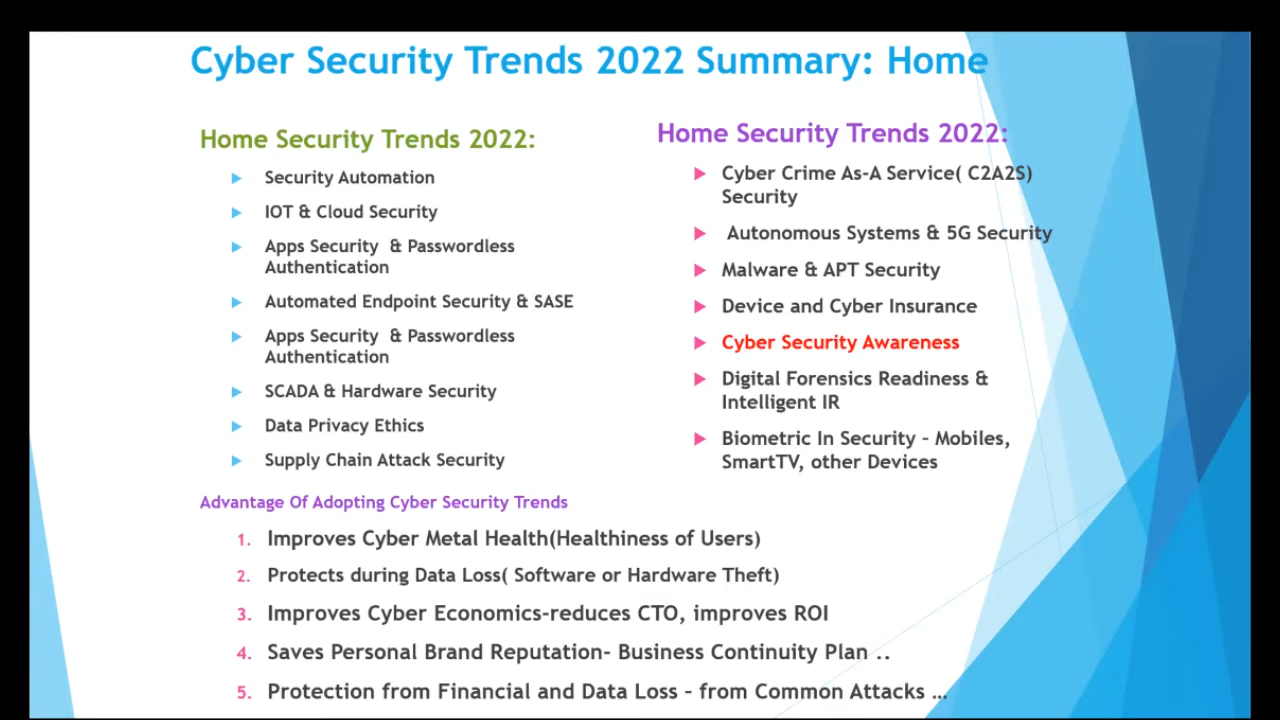 Cyber Security Trends 2022 Summary: Home
Home Security Trends 2022:
Security Automation
IOT & Cloud Security
Apps Security & Passwordless
Authentication
Automated Endpoint Security & SASE
Apps Security & Passwordless
Authentication
SCADA & Hardware Security
Data Privacy Ethics
Supply Chain Attack Security
Home Security Trends 2022:
Cyber Crime As-A Service( C2A2S)
Security
Autonomous Systems & 5G Security
Malware & APT Security
Device and Cyber Insurance
Cyber Security Awareness
Digital Forensics Readiness &
Intelligent IR
Biometric In Security – Mobiles,
SmartTV, other Devices
Advantage Of Adopting Cyber Security Trends
1. Improves Cyber Metal Health(Healthiness of Users)
2. Protects during Data Loss( Software or Hardware Theft)
3. Improves Cyber Economics-reduces CTO, improves ROI
4. Saves Personal Brand Reputation- Business Continuity Plan ..
5. Protection from Financial and Data Loss – from Common Attacks …